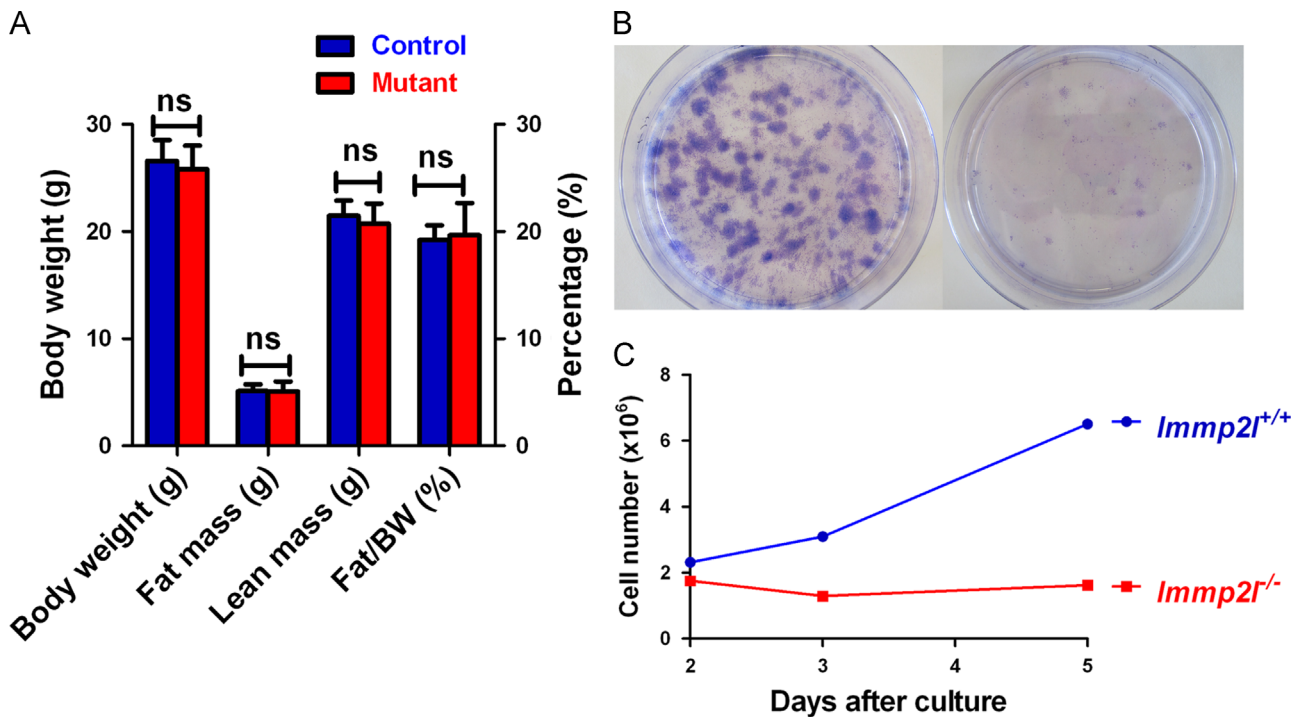 A
Control
Mutant
ns
ns
ns
ns
30
20
10
0
Body weight (g)
30
20
10
0
Percentage (%)
Body weight (g)
Fat mass (g)
Lean mass (g)
Fat/BW (%)
B
C
8
6
4
2
0
Cell number (x10⁶)
2
3
4
5
Days after culture
Immp2l⁺/⁺
Immp2l⁻/⁻